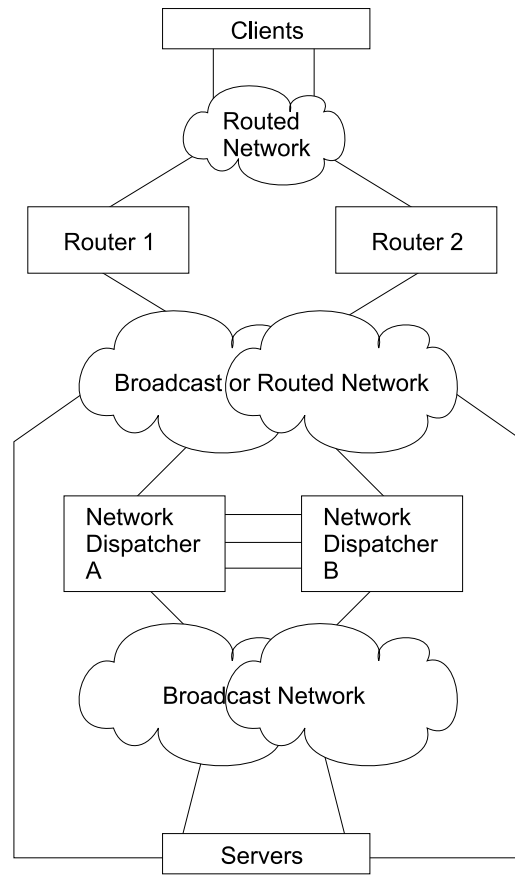 Clients
Routed
Network
Router 1
Router 2
Broadcast or Routed Network
Network
Dispatcher
A
Network
Dispatcher
B
Broadcast Network
Servers